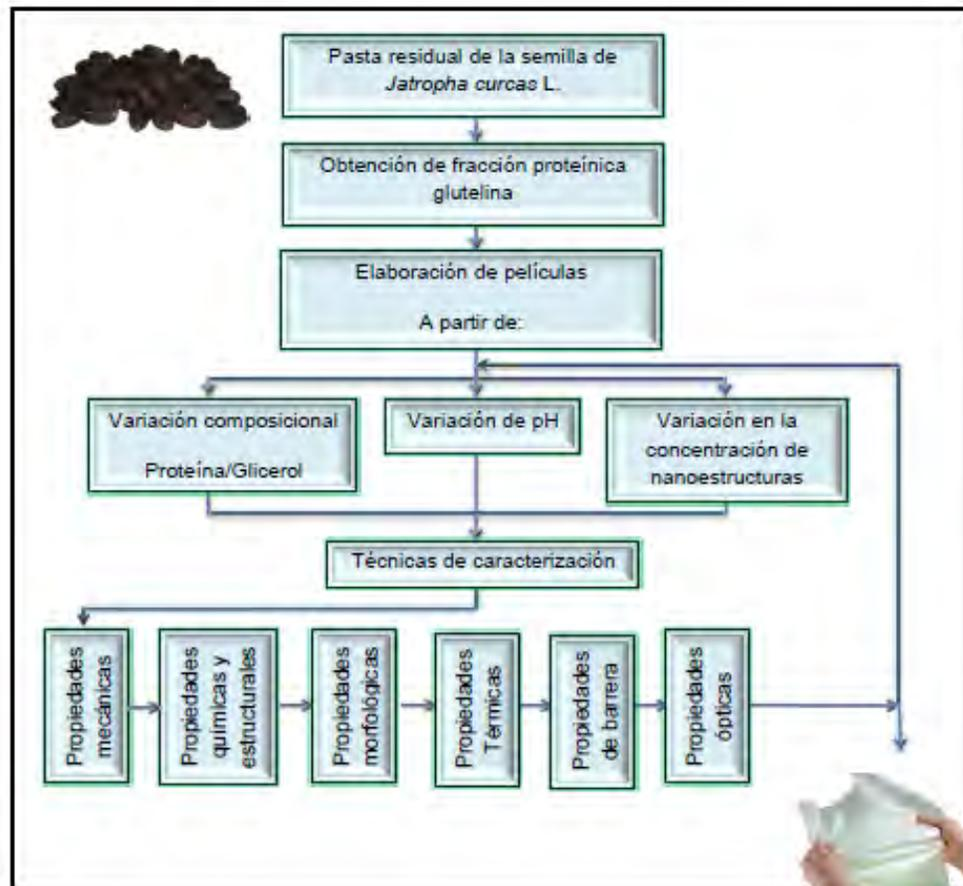 Pasta residual de la semilla de
Jatropha curcas L.
Obtención de fracción proteínica
glutelina
Elaboración de películas
A partir de:
Variación composicional
Proteína/Glicerol
Variación de pH
Variación en la
concentración de
nanoestructuras
Técnicas de caracterización
Propiedades
mecánicas
Propiedades
químicas y
estructurales
Propiedades
morfológicas
Propiedades
Térmicas
Propiedades
de barrera
Propiedades
ópticas